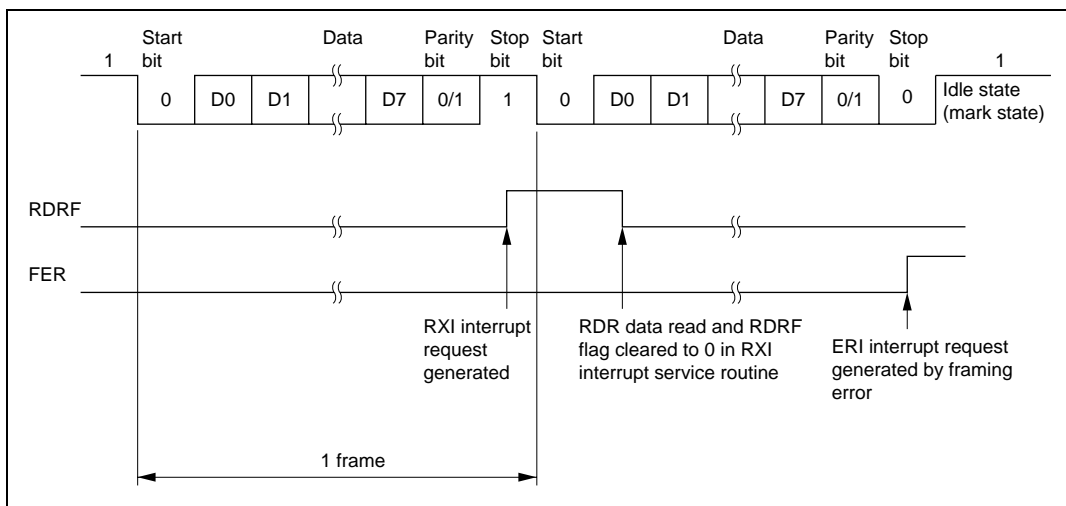 Start bit
Data
Parity bit
Stop bit
Start bit
Data
Parity bit
Stop bit
1
1
0
D0
D1
D7
0/1
1
0
D0
D1
D7
0/1
0
Idle state
(mark state)
RDRF
FER
RXI interrupt
request
generated
RDR data read and RDRF
flag cleared to 0 in RXI
interrupt service routine
ERI interrupt request
generated by framing
error
1 frame